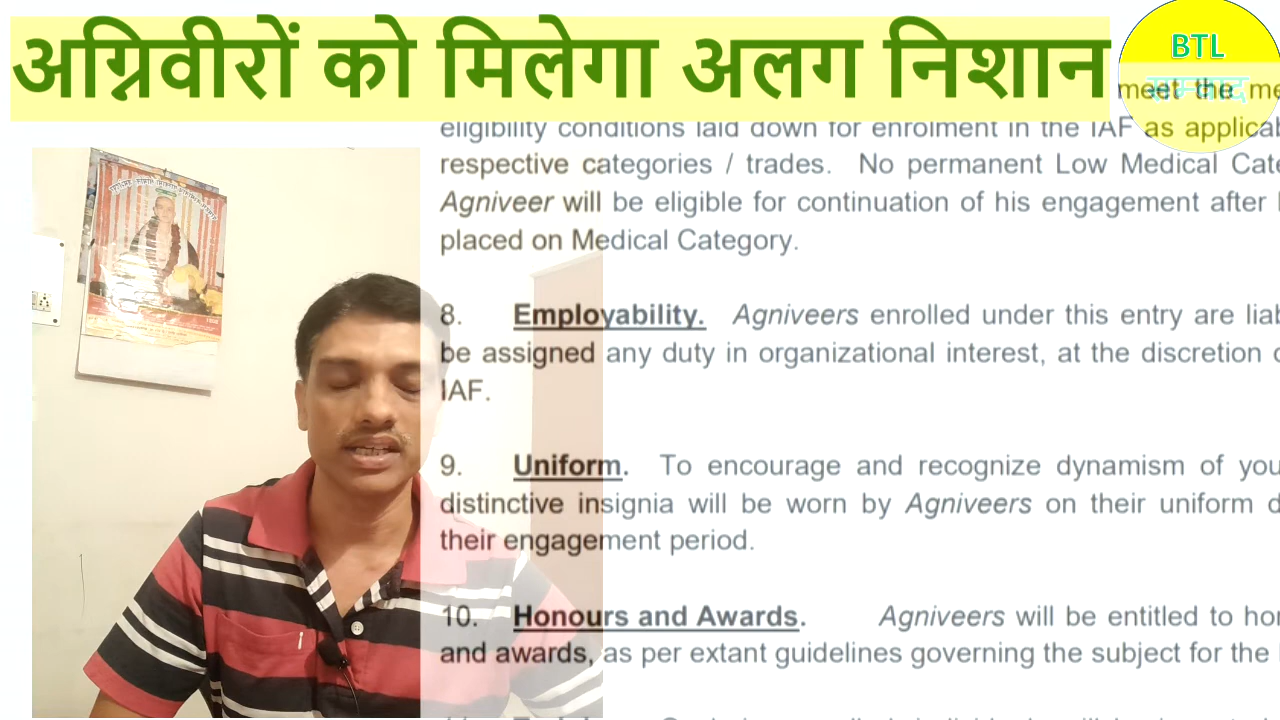 अग्निवीरों को मिलेगा अलग निशान
BTL
सम्वाद
meet the me
eligibility conditions laid down for enrolment in the IAF as applicab
respective categories / trades. No permanent Low Medical Cate
Agniveer will be eligible for continuation of his engagement after
placed on Medical Category.
8. Employability. Agniveers enrolled under this entry are liab
be assigned any duty in organizational interest, at the discretion o
IAF.
9. Uniform. To encourage and recognize dynamism of you
distinctive insignia will be worn by Agniveers on their uniform d
their engagement period.
10. Honours and Awards. Agniveers will be entitled to hon
and awards, as per extant guidelines governing the subject for the